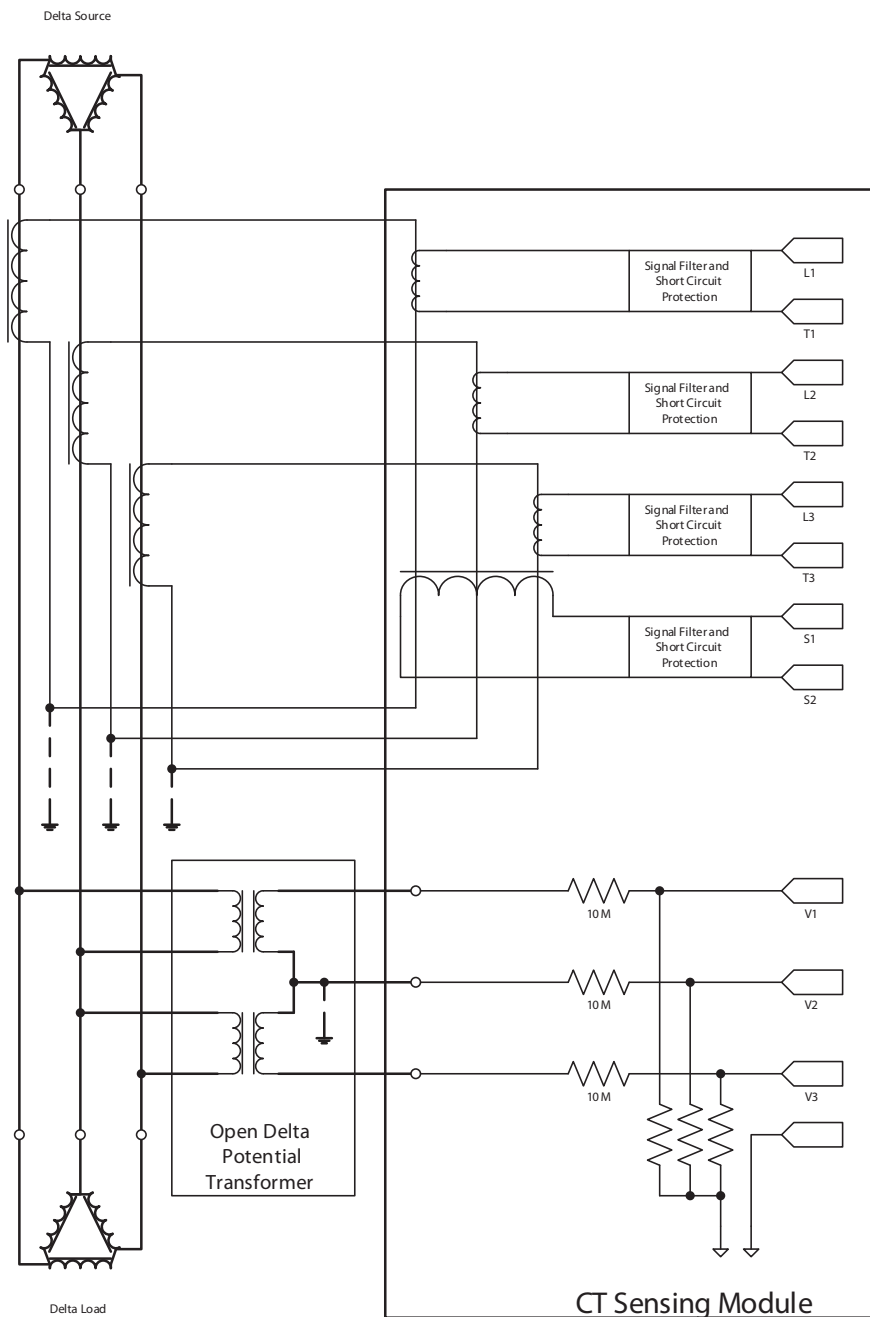 Delta Source
Signal Filter and
Short Circuit
Protection
L1
T1
Signal Filter and
Short Circuit
Protection
L2
T2
Signal Filter and
Short Circuit
Protection
L3
T3
Signal Filter and
Short Circuit
Protection
S1
S2
10 M
V1
10 M
V2
10 M
V3
Open Delta
Potential
Transformer
Delta Load
CT Sensing Module